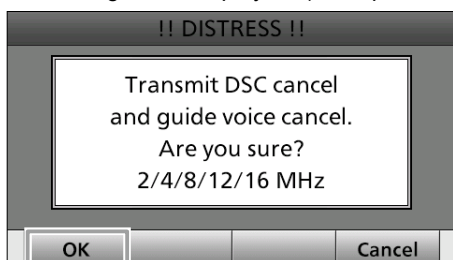 !! DISTRESS !!
Transmit DSC cancel
and guide voice cancel.
Are you sure?
2/4/8/12/16 MHz
OK Cancel